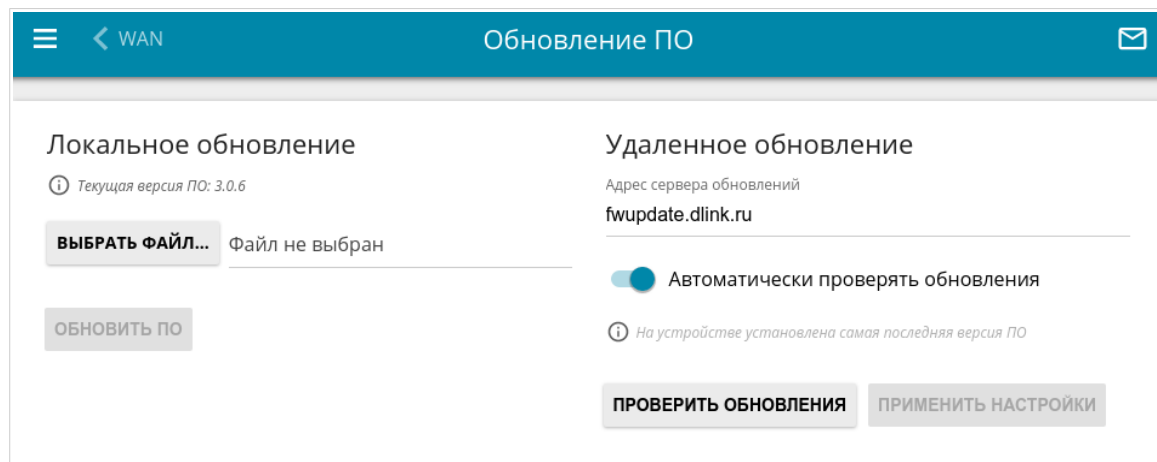 WAN
Обновление ПО
Локальное обновление
Текущая версия ПО: 3.0.6
ВЫБРАТЬ ФАЙЛ... Файл не выбран
ОБНОВИТЬ ПО
Удаленное обновление
Адрес сервера обновлений
fwupdate.dlink.ru
Автоматически проверять обновления
На устройстве установлена самая последняя версия ПО
ПРОВЕРИТЬ ОБНОВЛЕНИЯ ПРИМЕНИТЬ НАСТРОЙКИ